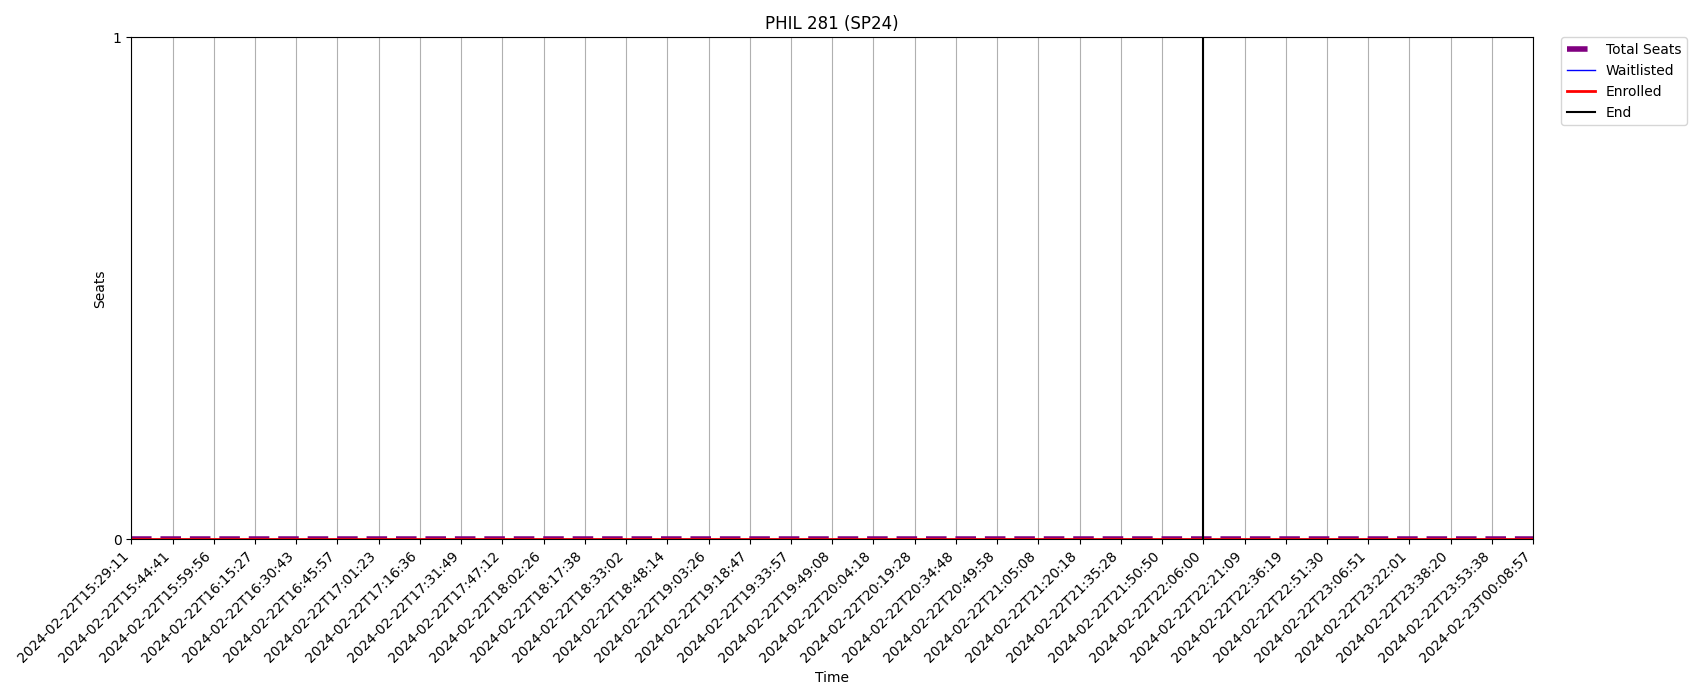 PHIL 281 (SP24)
1
Total Seats
Waitlisted
Enrolled
End
Seats
0
2024-02-22T15:29:11
2024-02-22T15:44:41
2024-02-22T15:59:56
2024-02-22T16:15:27
2024-02-22T16:30:43
2024-02-22T16:45:57
2024-02-22T17:01:23
2024-02-22T17:16:36
2024-02-22T17:31:49
2024-02-22T17:47:12
2024-02-22T18:02:26
2024-02-22T18:17:38
2024-02-22T18:33:02
2024-02-22T18:48:14
2024-02-22T19:03:26
2024-02-22T19:18:47
2024-02-22T19:33:57
2024-02-22T19:49:08
2024-02-22T20:04:18
2024-02-22T20:19:28
2024-02-22T20:34:48
2024-02-22T20:49:58
2024-02-22T21:05:08
2024-02-22T21:20:18
2024-02-22T21:35:28
2024-02-22T21:50:50
2024-02-22T22:06:00
2024-02-22T22:21:09
2024-02-22T22:36:19
2024-02-22T22:51:30
2024-02-22T23:06:51
2024-02-22T23:22:01
2024-02-22T23:38:20
2024-02-22T23:53:38
2024-02-23T00:08:57
Time